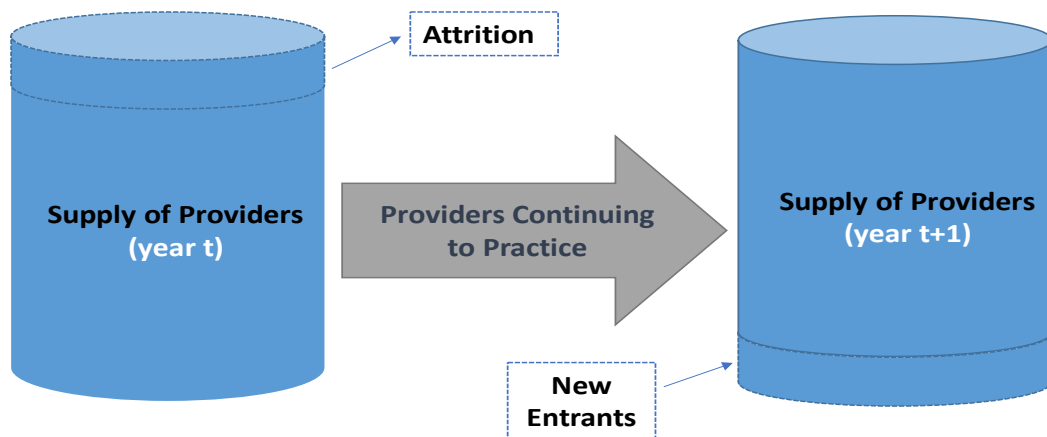 Attrition
Supply of Providers
(year t)
Providers Continuing
to Practice
Supply of Providers
(year t+1)
New
Entrants